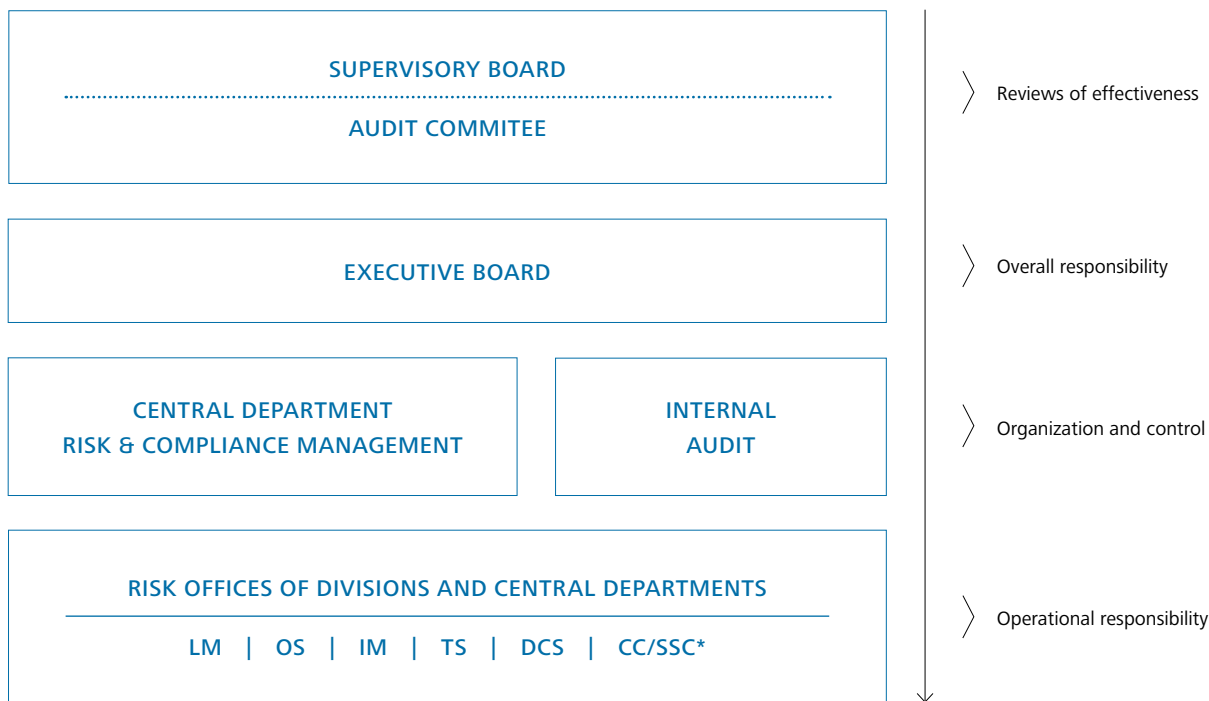 SUPERVISORY BOARD
AUDIT COMMITEE
Reviews of effectiveness
EXECUTIVE BOARD
Overall responsibility
CENTRAL DEPARTMENT
RISK & COMPLIANCE MANAGEMENT
INTERNAL
AUDIT
Organization and control
RISK OFFICES OF DIVISIONS AND CENTRAL DEPARTMENTS
LM | OS | IM | TS | DCS | CC/SSC*
Operational responsibility